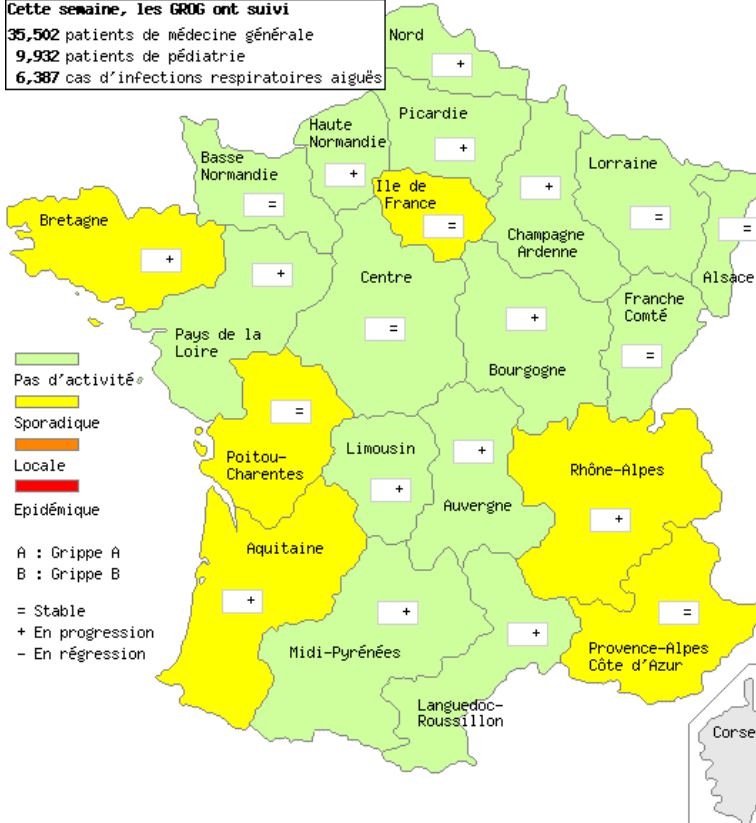 Cette semaine, les GROG ont suivi
35,502 patients de médecine générale
9,932 patients de pédiatrie
6,387 cas d'infections respiratoires aiguës
Nord
+
Picardie
+
Haute
Normandie
+
Basse
Normandie
=
Ile de
France
=
Champagne
Ardenne
+
Lorraine
=
Alsace
=
Bretagne
+
Pays de la
Loire
+
Centre
=
Bourgogne
+
Franche
Comté
=
Poitou-
Charentes
=
Limousin
+
Auvergne
+
Rhône-Alpes
+
Aquitaine
+
Midi-Pyrénées
+
Languedoc-
Roussillon
+
Provence-Alpes
Côte d'Azur
=
Corse
Pas d'activité
Sporadique
Locale
Epidémique
A : Grippe A
B : Grippe B
= Stable
+ En progression
- En régression